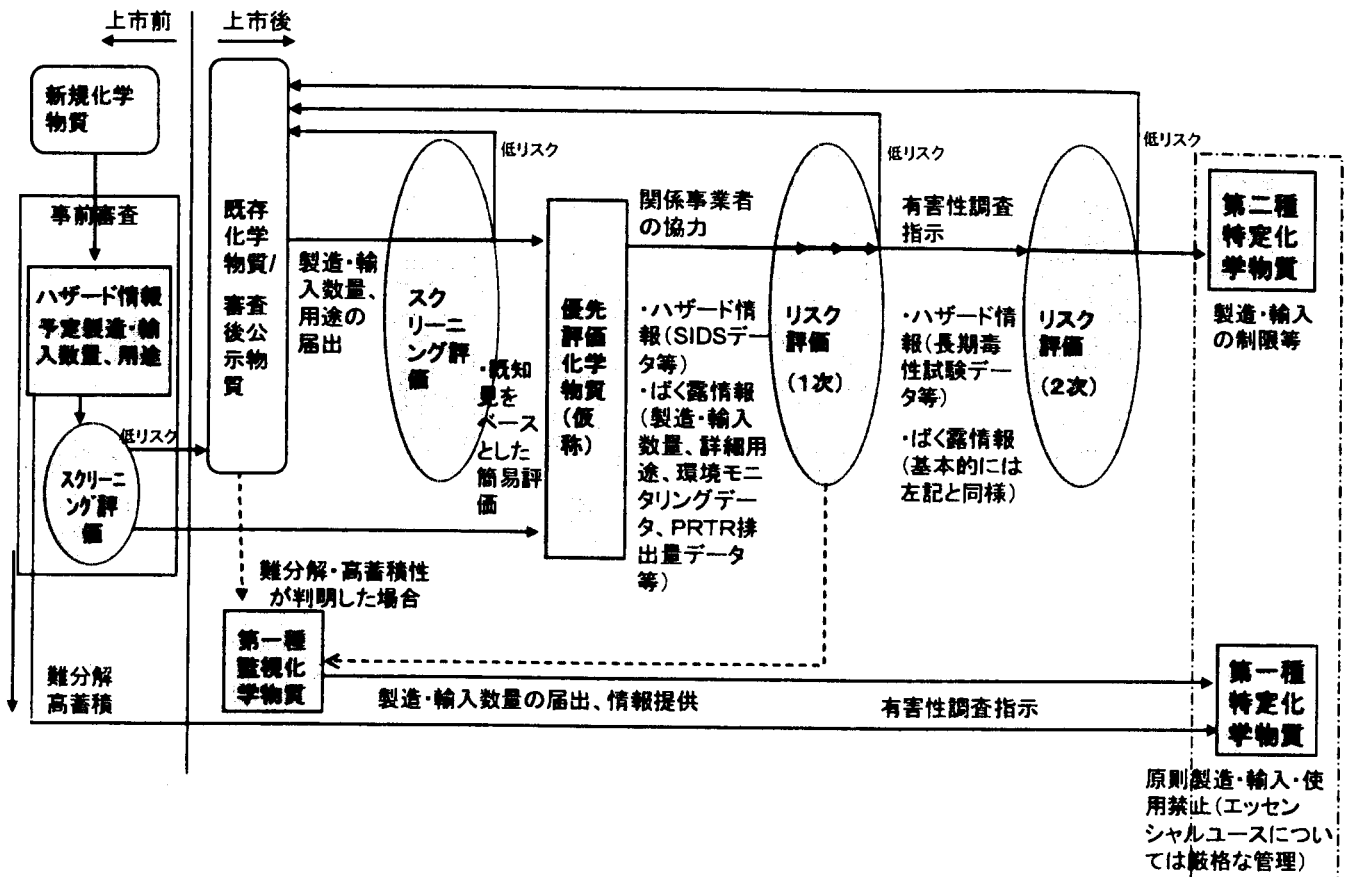 上市前
上市後
新規化学
物質
事前審査
ハザード情報
予定製造・輸
入数量、用途
低リスク
スクリーニ
ング評
価
難分解
高蓄積
既存
化学
物質/
審査
後公
示物
質
製造・輸
入数量、
用途の
届出
スク
リーニ
ング評
価
低リスク
・既知
見を
ベース
とした
簡易評
価
難分解・高蓄積性
が判明した場合
優先
評価
化学
物質
(仮
称)
関係事業者
の協力
・ハザード情
報(SIDSデー
タ等)
・ばく露情報
(製造・輸入
数量、詳細用
途、環境モニ
タリングデー
タ、PRTR排
出量データ
等)
リスク
評価
(1次)
低リスク
有害性調査
指示
・ハザード情
報(長期毒
性試験デー
タ等)
・ばく露情報
(基本的には
左記と同様)
リスク
評価
(2次)
低リスク
第二種
特定化
学物質
製造・輸入
の制限等
第一種
監視化
学物質
製造・輸入数量の届出、情報提供
有害性調査指示
第一種
特定化
学物質
原則製造・輸入・使
用禁止(エッセン
シャルユースについ
ては厳格な管理)